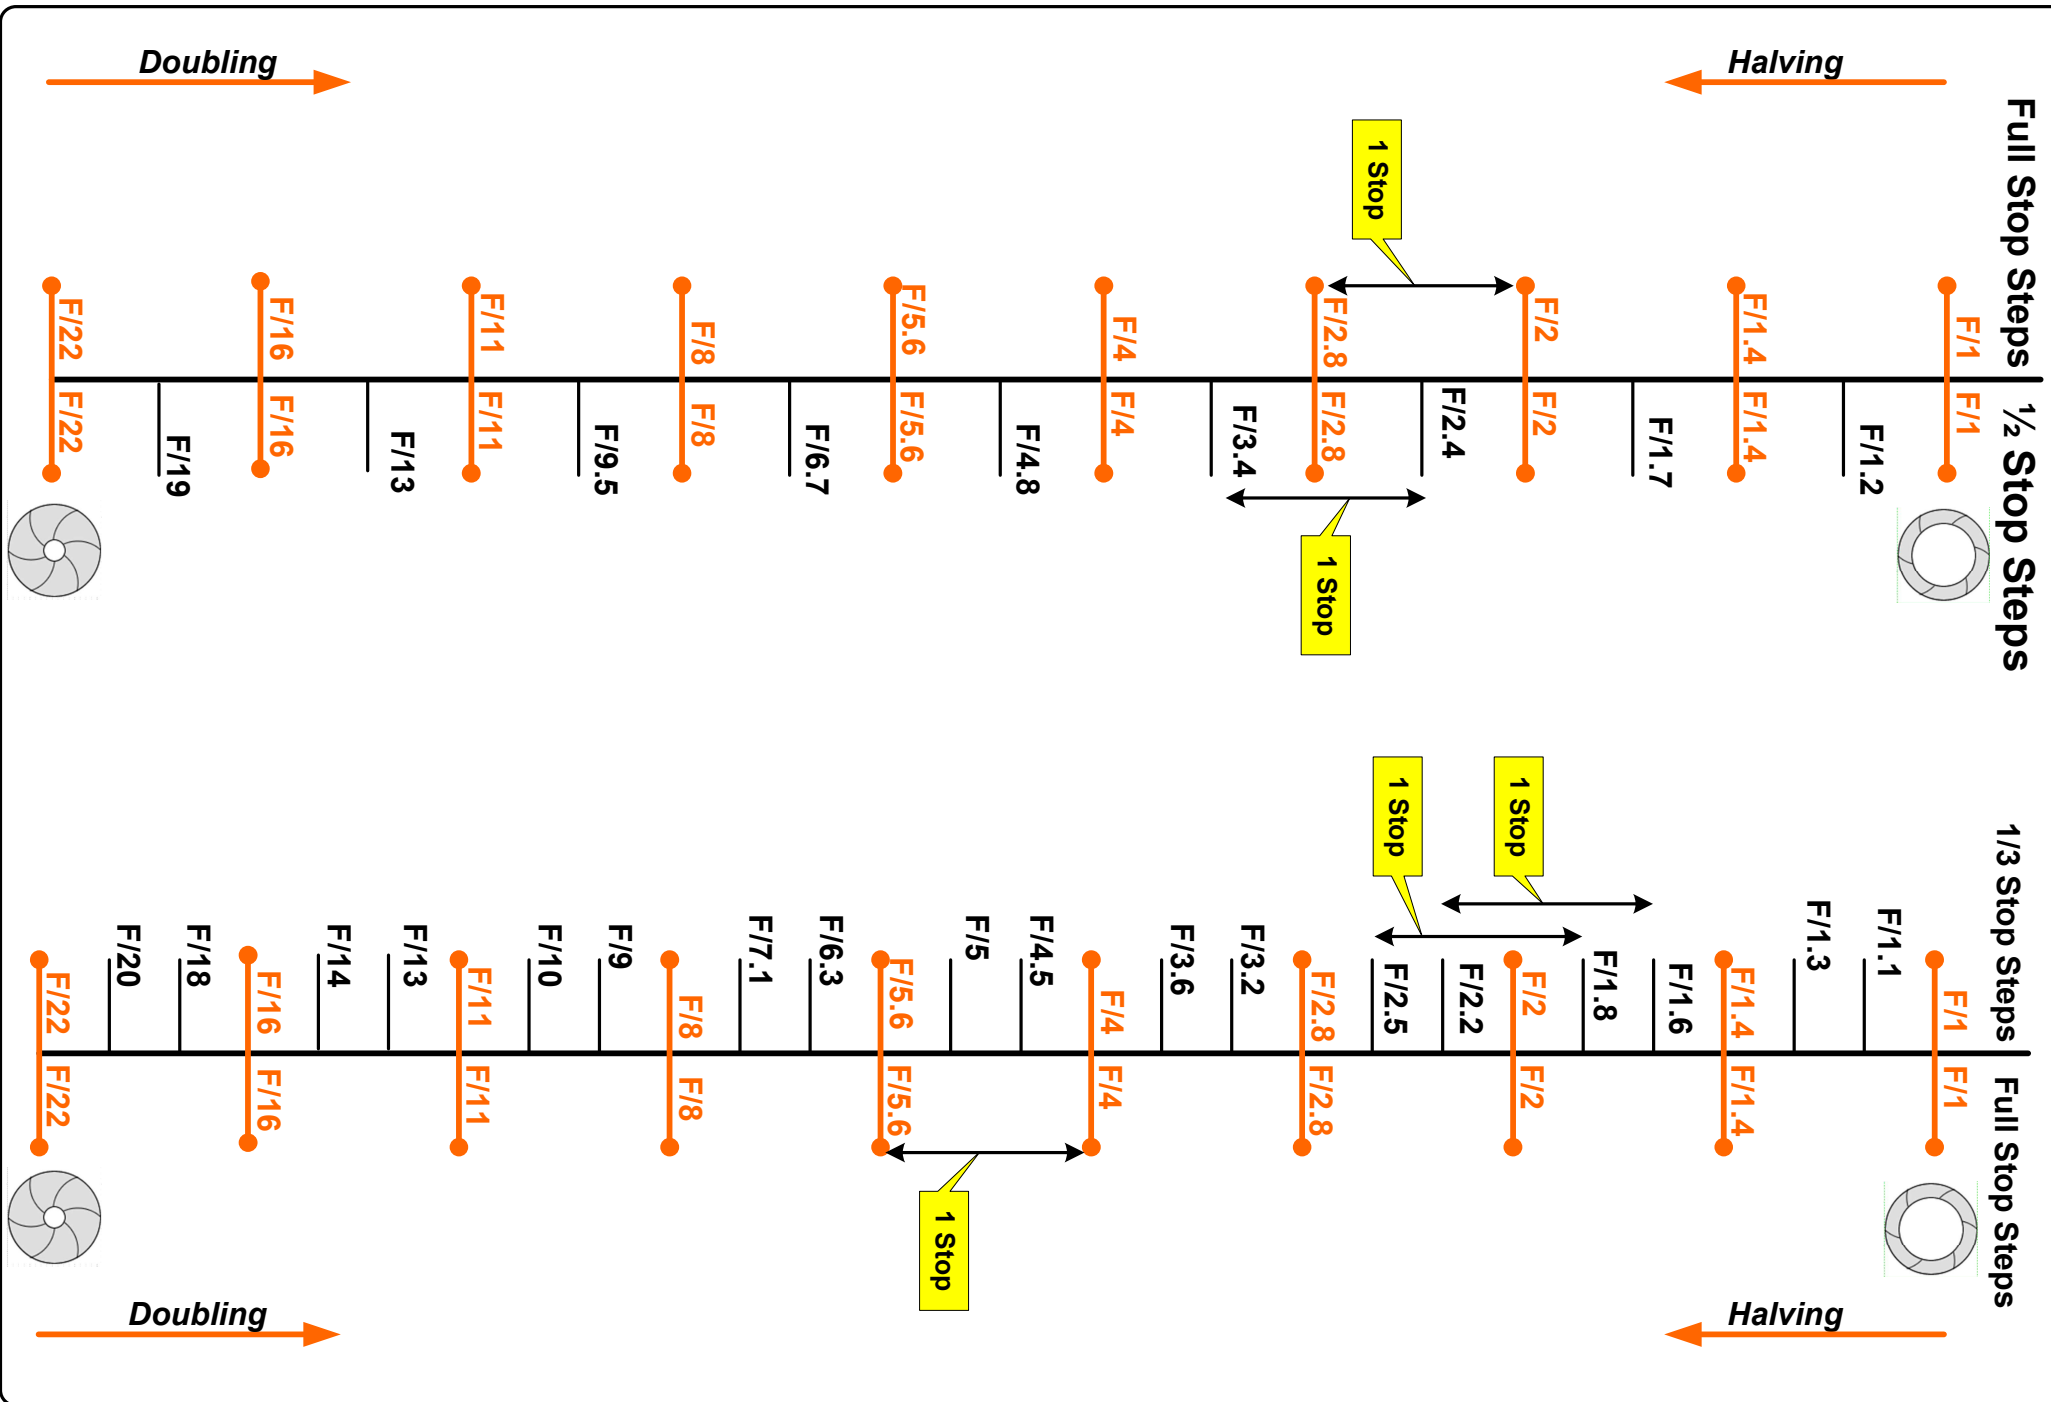 Doubling
Halving
Full Stop Steps
½ Stop Steps
1 Stop
F/22
F/16
F/11
F/8
F/5.6
F/4
F/2.8
F/2
F/1.4
F/1
F/22
F/19
F/16
F/13
F/11
F/9.5
F/8
F/6.7
F/5.6
F/4.8
F/4
F/3.4
F/2.8
F/2.4
F/2
F/1.7
F/1.4
F/1.2
F/1
1 Stop
1/3 Stop Steps
Full Stop Steps
1 Stop
1 Stop
F/22
F/20
F/18
F/16
F/14
F/13
F/11
F/10
F/9
F/8
F/7.1
F/6.3
F/5.6
F/5
F/4.5
F/4
F/3.6
F/3.2
F/2.8
F/2.5
F/2.2
F/2
F/1.8
F/1.6
F/1.4
F/1.3
F/1.1
F/1
F/22
F/16
F/11
F/8
F/5.6
F/4
F/2.8
F/2
F/1.4
F/1
1 Stop
Doubling
Halving